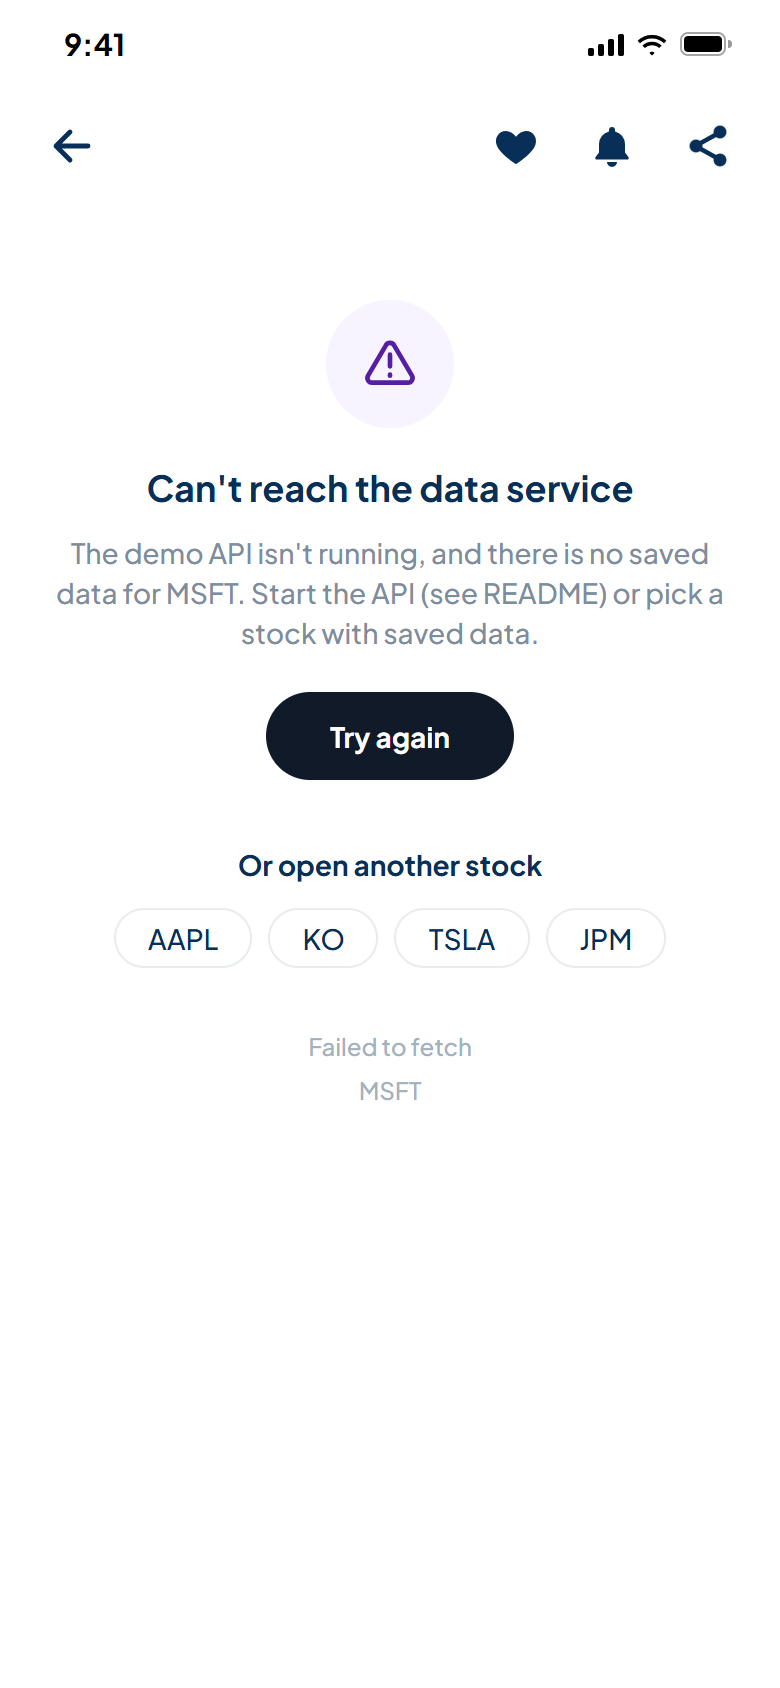 9:41
Can't reach the data service
The demo API isn't running, and there is no saved
data for MSFT. Start the API (see README) or pick a
stock with saved data.
Try again
Or open another stock
AAPL KO TSLA JPM
Failed to fetch
MSFT